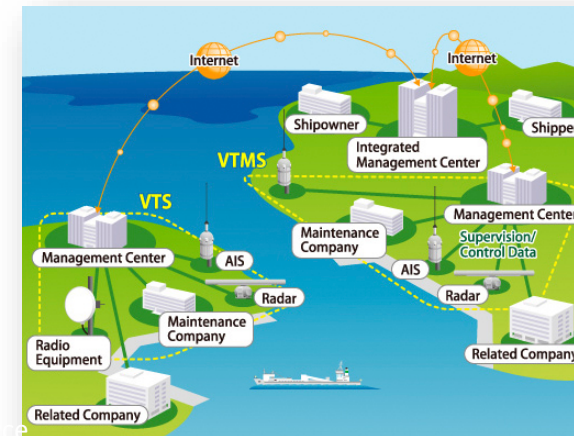 Internet
Internet
Shipowner
Shippe
Integrated
Management Center
VTMS
VTS
Management Center
Maintenance
Company
Supervision/
Control Data
Management Center
AIS
AIS
Radar
Radar
Maintenance
Company
Radio
Equipment
Related Company
Related Company